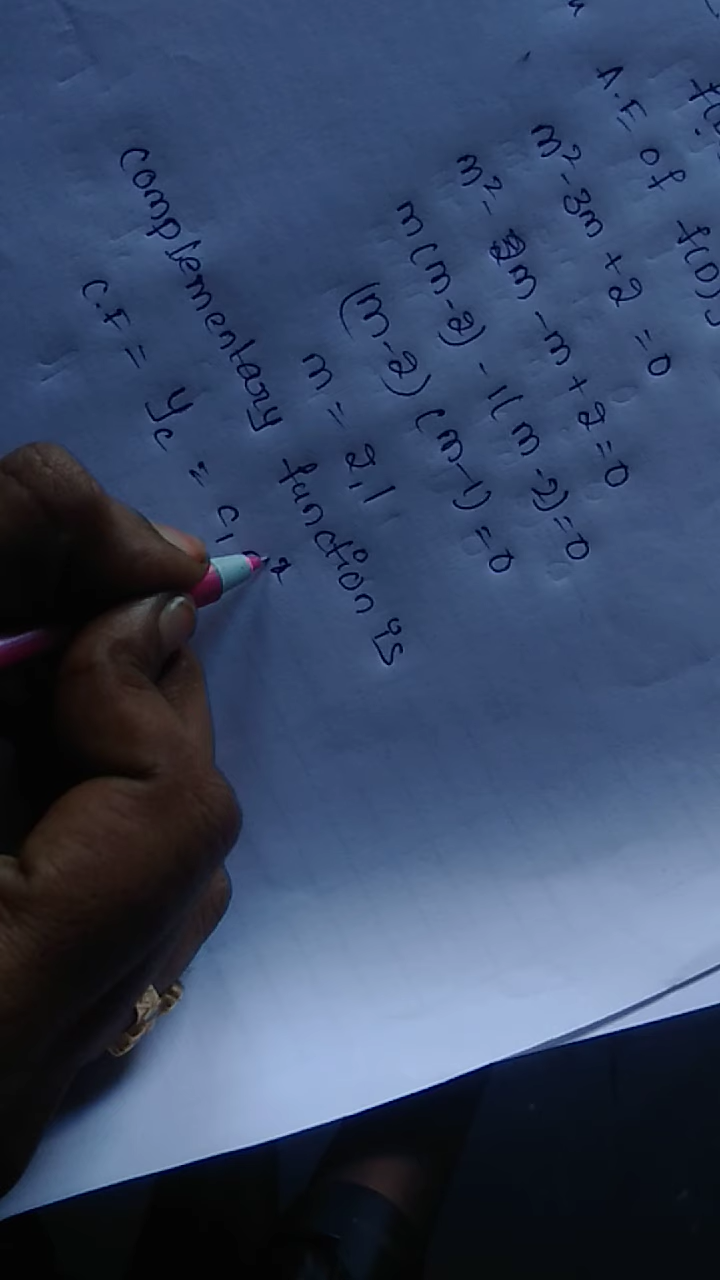 A.E of f(D)
m² - 3m + 2 = 0
m² - 2m - m + 2 = 0
m(m-2) - 1(m-2) = 0
(m-2) (m-1) = 0
m = 2,1
complementary function is
C.F = yc = c1